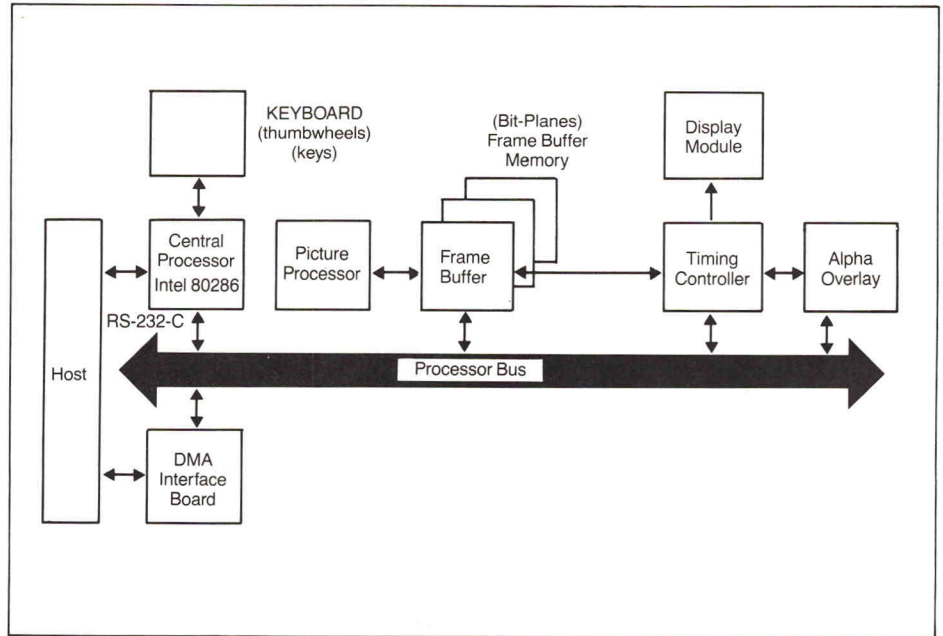 KEYBOARD
(thumbwheels)
(keys)
(Bit-Planes)
Frame Buffer
Memory
Display
Module
Central
Processor
Intel 80286
Picture
Processor
Frame
Buffer
Timing
Controller
Alpha
Overlay
RS-232-C
Host
Processor Bus
DMA
Interface
Board